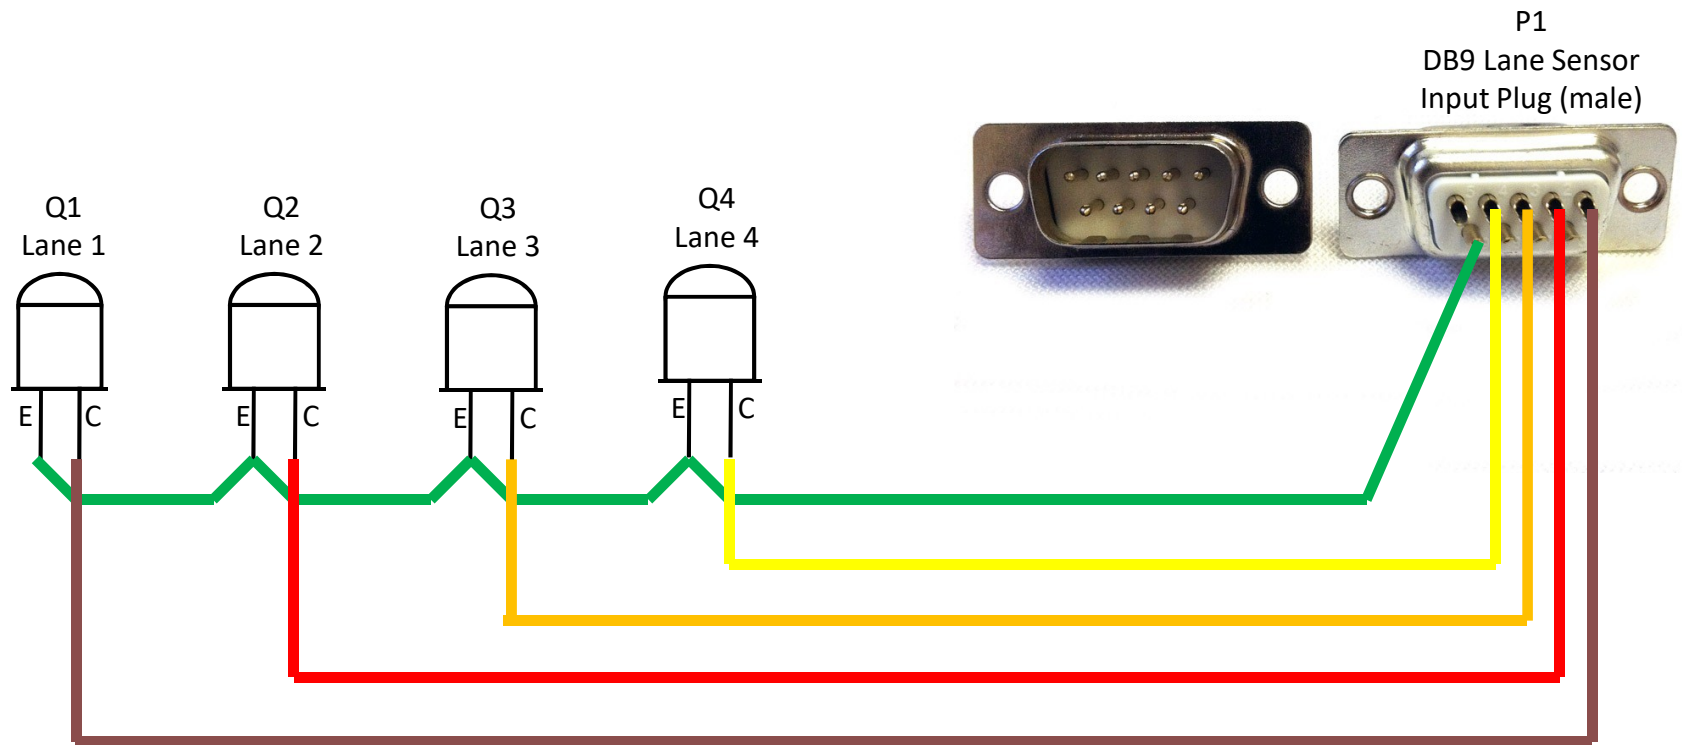 P1
DB9 Lane Sensor
Input Plug (male)
Q1
Lane 1
Q2
Lane 2
Q3
Lane 3
Q4
Lane 4
E C
E C
E C
E C